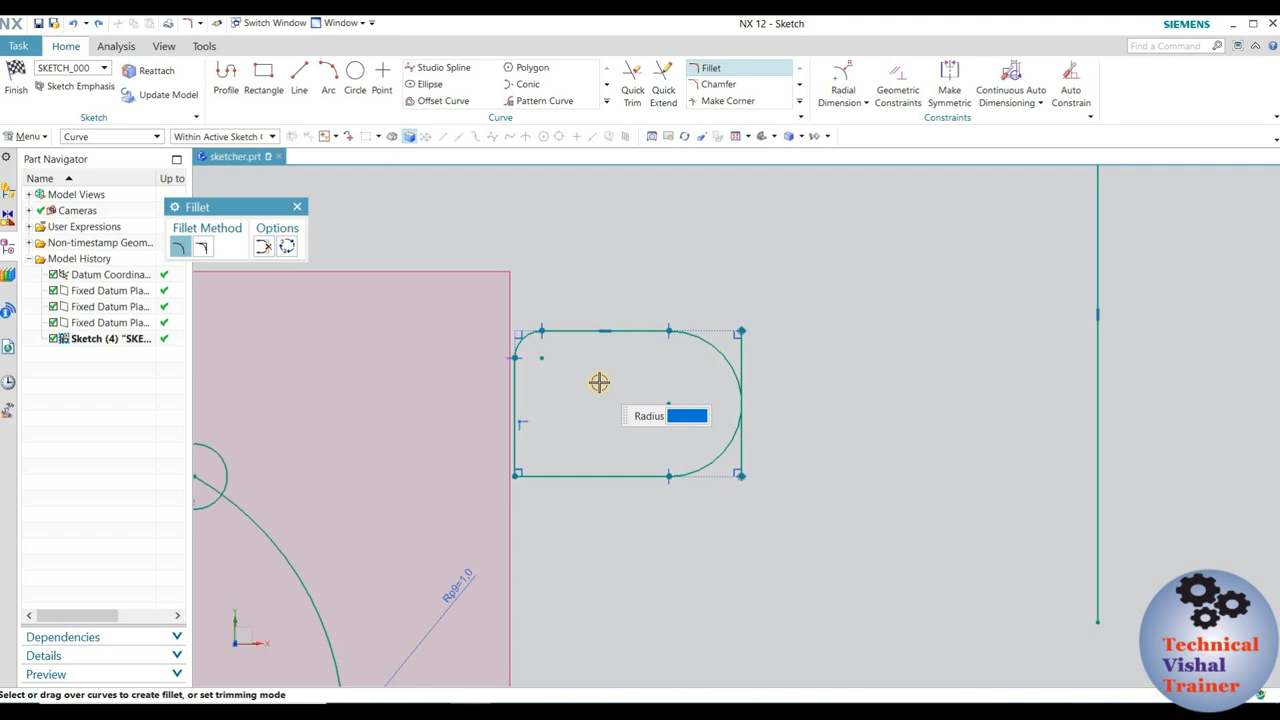 NX
Switch Window
Window
NX 12 - Sketch
SIEMENS
Task
Home
Analysis
View
Tools
Find a Command
SKETCH_000
Reattach
Finish
Sketch Emphasis
Update Model
Sketch
Profile
Rectangle
Line
Arc
Circle
Point
Studio Spline
Polygon
Ellipse
Conic
Offset Curve
Pattern Curve
Curve
Quick Trim
Quick Extend
Fillet
Chamfer
Make Corner
Radial Dimension
Geometric Constraints
Make Symmetric
Continuous Auto Dimensioning
Auto Constrain
Constraints
Menu
Curve
Within Active Sketch
Part Navigator
sketcher.prt
Name
Up to
Model Views
Cameras
User Expressions
Non-timestamp Geom...
Model History
Datum Coordina...
Fixed Datum Pla...
Fixed Datum Pla...
Fixed Datum Pla...
Sketch (4) "SKE...
Fillet
Fillet Method
Options
Radius
Rp9=1,0
Y
X
Dependencies
Details
Preview
Technical
Vishal
Trainer
Select or drag over curves to create fillet, or set trimming mode